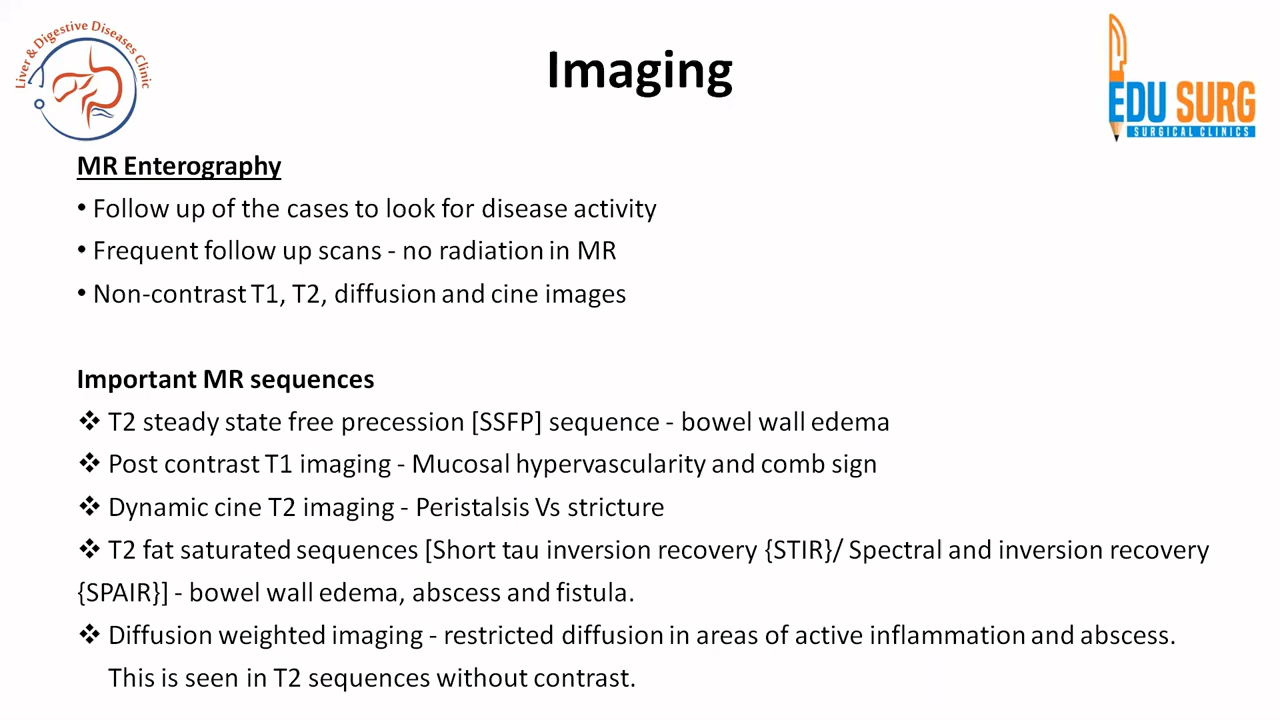 Liver & Digestive Diseases Clinic
Imaging
EDU SURG
SURGICAL CLINICS
MR Enterography
• Follow up of the cases to look for disease activity
• Frequent follow up scans - no radiation in MR
• Non-contrast T1, T2, diffusion and cine images
Important MR sequences
❖ T2 steady state free precession [SSFP] sequence - bowel wall edema
❖ Post contrast T1 imaging - Mucosal hypervascularity and comb sign
❖ Dynamic cine T2 imaging - Peristalsis Vs stricture
❖ T2 fat saturated sequences [Short tau inversion recovery {STIR}/ Spectral and inversion recovery
{SPAIR}] - bowel wall edema, abscess and fistula.
❖ Diffusion weighted imaging - restricted diffusion in areas of active inflammation and abscess.
This is seen in T2 sequences without contrast.